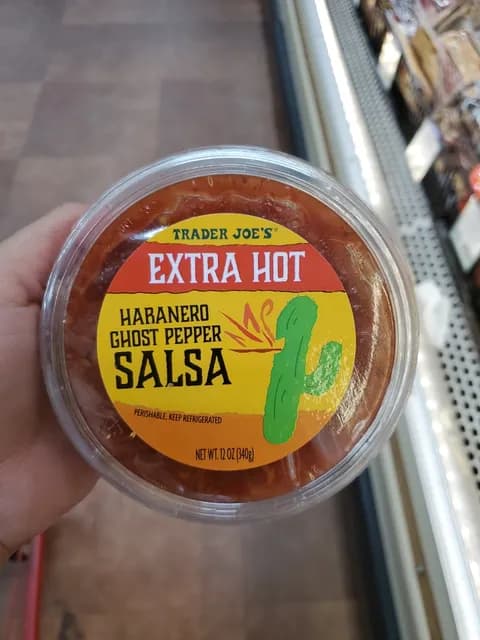 TRADER JOE'S®
EXTRA HOT
HABANERO
GHOST PEPPER
SALSA
PERISHABLE, KEEP REFRIGERATED
NET WT. 12 OZ (340g)